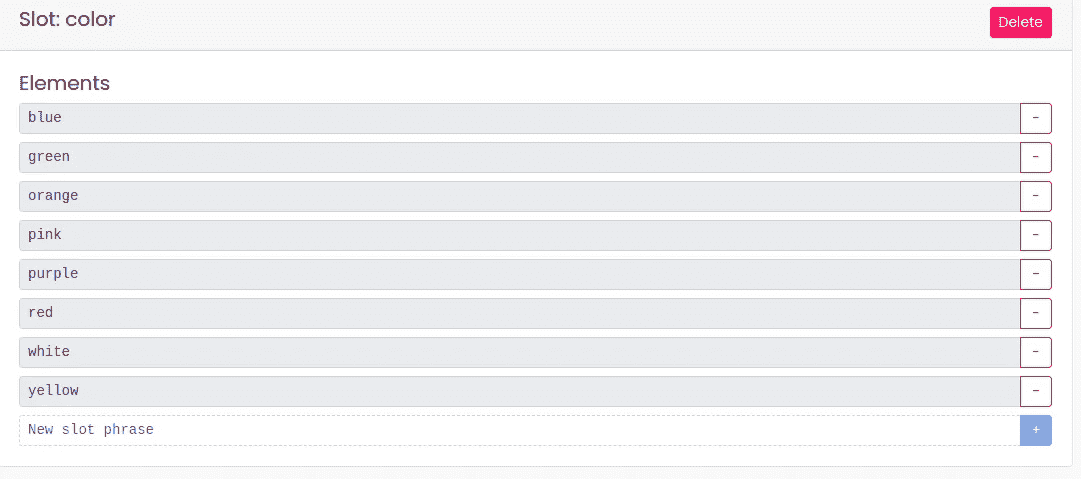 Slot: color
Delete
Elements
blue
-
green
-
orange
-
pink
-
purple
-
red
-
white
-
yellow
-
New slot phrase
+